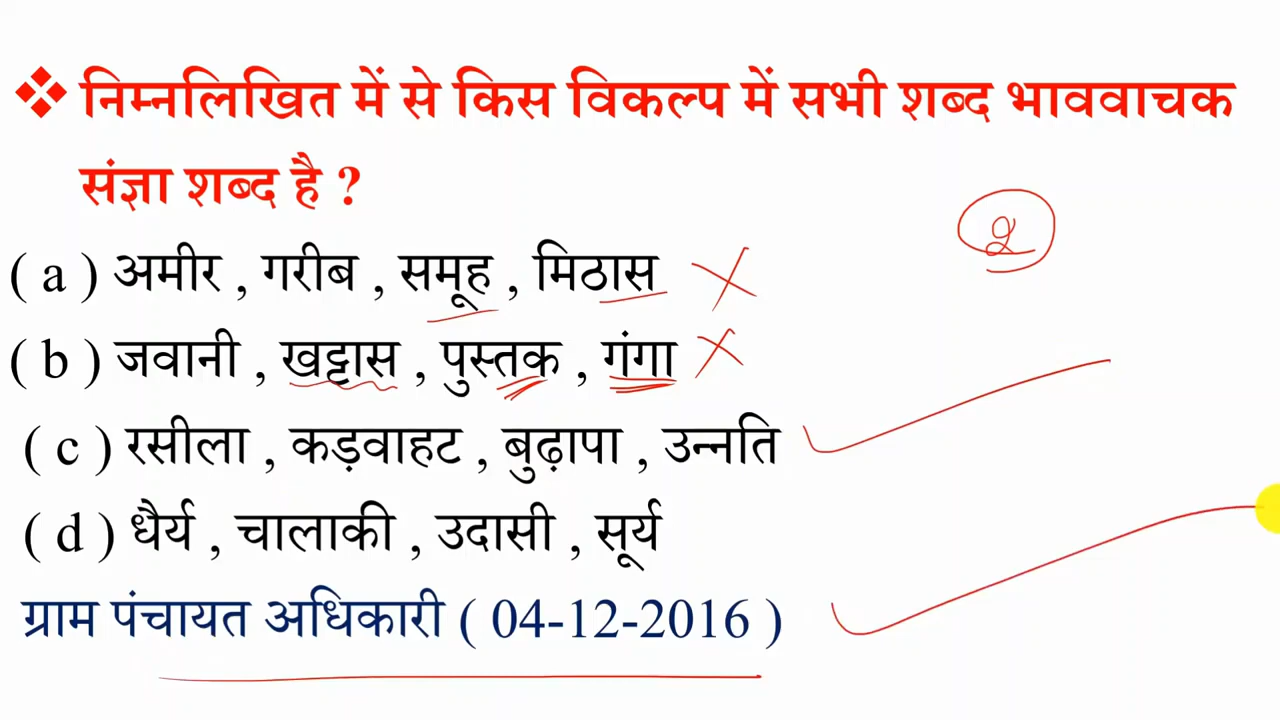 ❖ निम्नलिखित में से किस विकल्प में सभी शब्द भाववाचक
संज्ञा शब्द है ?
2
( a ) अमीर , गरीब , समूह , मिठास
( b ) जवानी , खट्टास , पुस्तक , गंगा
( c ) रसीला , कड़वाहट , बुढ़ापा , उन्नति
( d ) धैर्य , चालाकी , उदासी , सूर्य
ग्राम पंचायत अधिकारी ( 04-12-2016 )